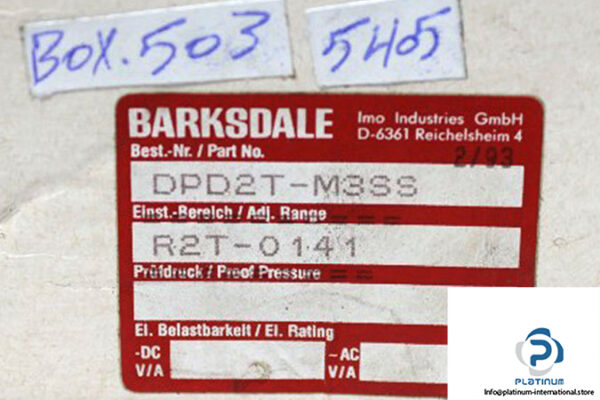 BOX.503
5405
BARKSDALE
Imo Industries GmbH
D-6361 Reichelsheim 4
Best.-Nr. / Part No.
2/93
DPD2T-M3SS
Einst.-Bereich / Adj. Range
R2T-0141
Prüfdruck / Proof Pressure
El. Belastbarkeit / El. Rating
-DC
V/A
~AC
V/A
PLATINUM
Info@platinum-international.store